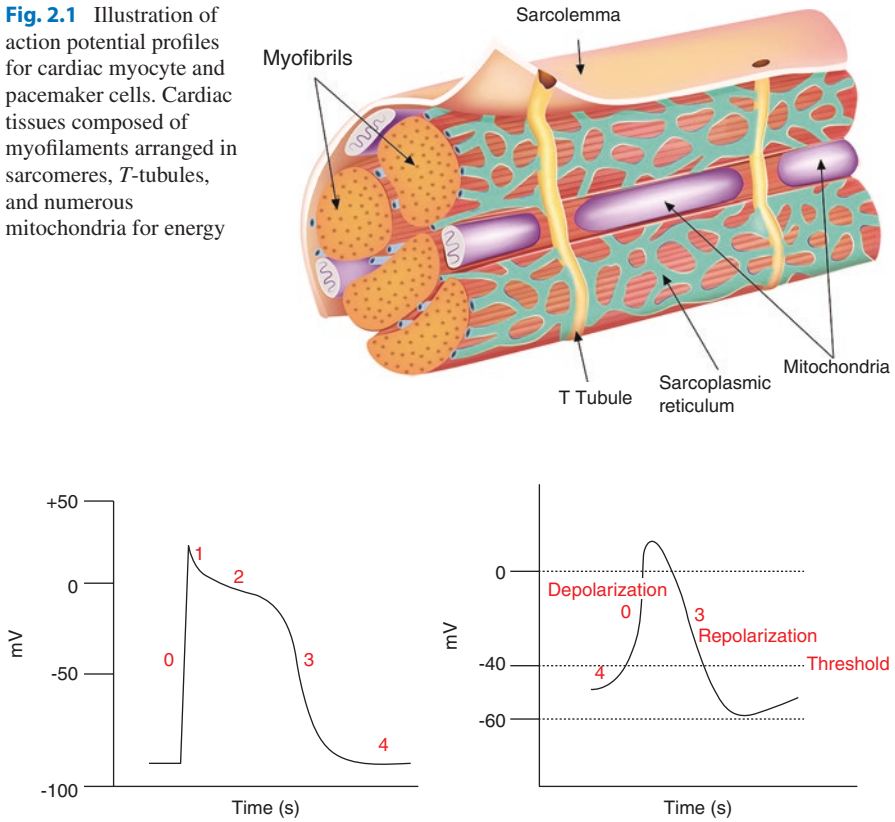 Fig. 2.1 Illustration of
action potential profiles
for cardiac myocyte and
pacemaker cells. Cardiac
tissues composed of
myofilaments arranged in
sarcomeres, T-tubules,
and numerous
mitochondria for energy
Sarcolemma
Myofibrils
Mitochondria
T Tubule
Sarcoplasmic
reticulum
+50
0
-50
-100
mV
0
1
2
3
4
Time (s)
0
-40
-60
mV
Depolarization
0
3
Repolarization
4
Threshold
Time (s)